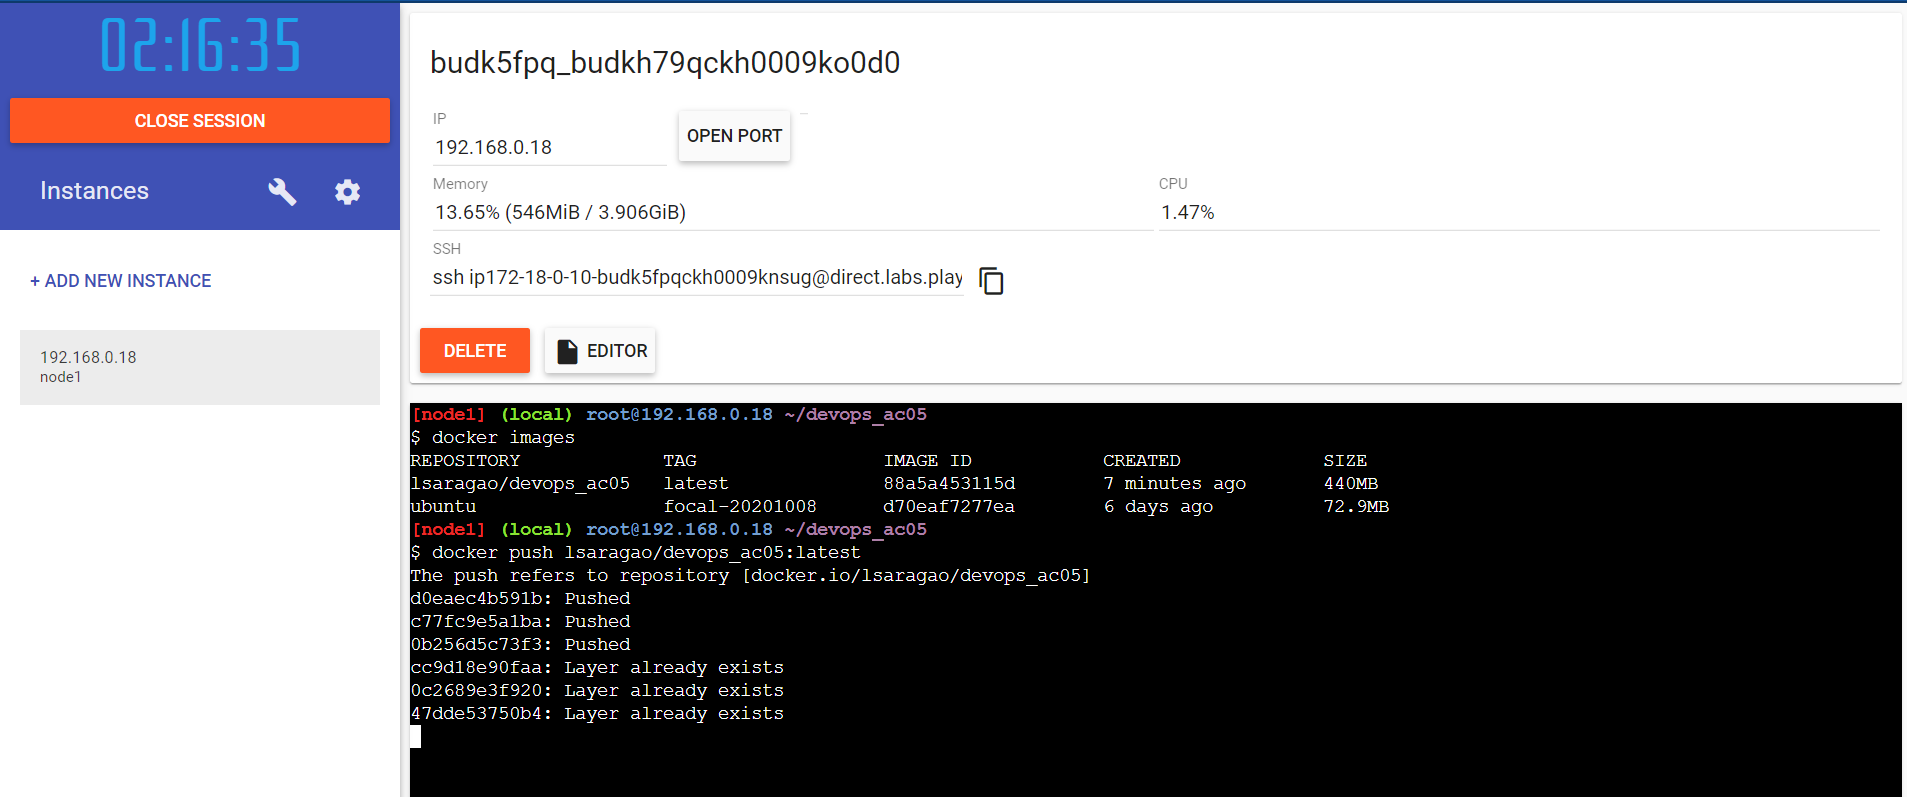 02:16:35
CLOSE SESSION
Instances
+ ADD NEW INSTANCE
192.168.0.18
node1
budk5fpq_budkh79qckh0009ko0d0
IP
192.168.0.18
OPEN PORT
Memory
13.65% (546MiB / 3.906GiB)
CPU
1.47%
SSH
ssh ip172-18-0-10-budk5fpqckh0009knsug@direct.labs.play
DELETE
EDITOR
[node1] (local) root@192.168.0.18 ~/devops_ac05
$ docker images
REPOSITORY TAG IMAGE ID CREATED SIZE
lsaragao/devops_ac05 latest 88a5a453115d 7 minutes ago 440MB
ubuntu focal-20201008 d70eaf7277ea 6 days ago 72.9MB
[node1] (local) root@192.168.0.18 ~/devops_ac05
$ docker push lsaragao/devops_ac05:latest
The push refers to repository [docker.io/lsaragao/devops_ac05]
d0eaec4b591b: Pushed
c77fc9e5a1ba: Pushed
0b256d5c73f3: Pushed
cc9d18e90faa: Layer already exists
0c2689e3f920: Layer already exists
47dde53750b4: Layer already exists